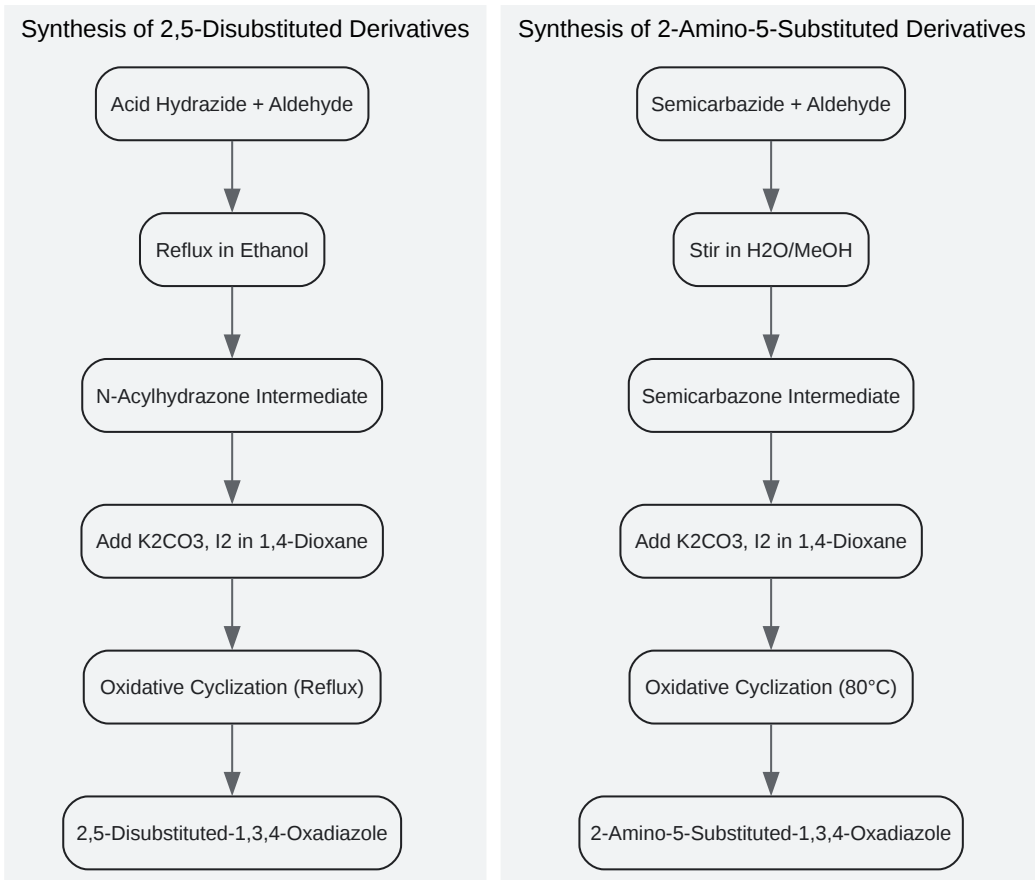 Synthesis of 2,5-Disubstituted Derivatives
Acid Hydrazide + Aldehyde
Reflux in Ethanol
N-Acylhydrazone Intermediate
Add K2CO3, I2 in 1,4-Dioxane
Oxidative Cyclization (Reflux)
2,5-Disubstituted-1,3,4-Oxadiazole
Synthesis of 2-Amino-5-Substituted Derivatives
Semicarbazide + Aldehyde
Stir in H2O/MeOH
Semicarbazone Intermediate
Add K2CO3, I2 in 1,4-Dioxane
Oxidative Cyclization (80°C)
2-Amino-5-Substituted-1,3,4-Oxadiazole